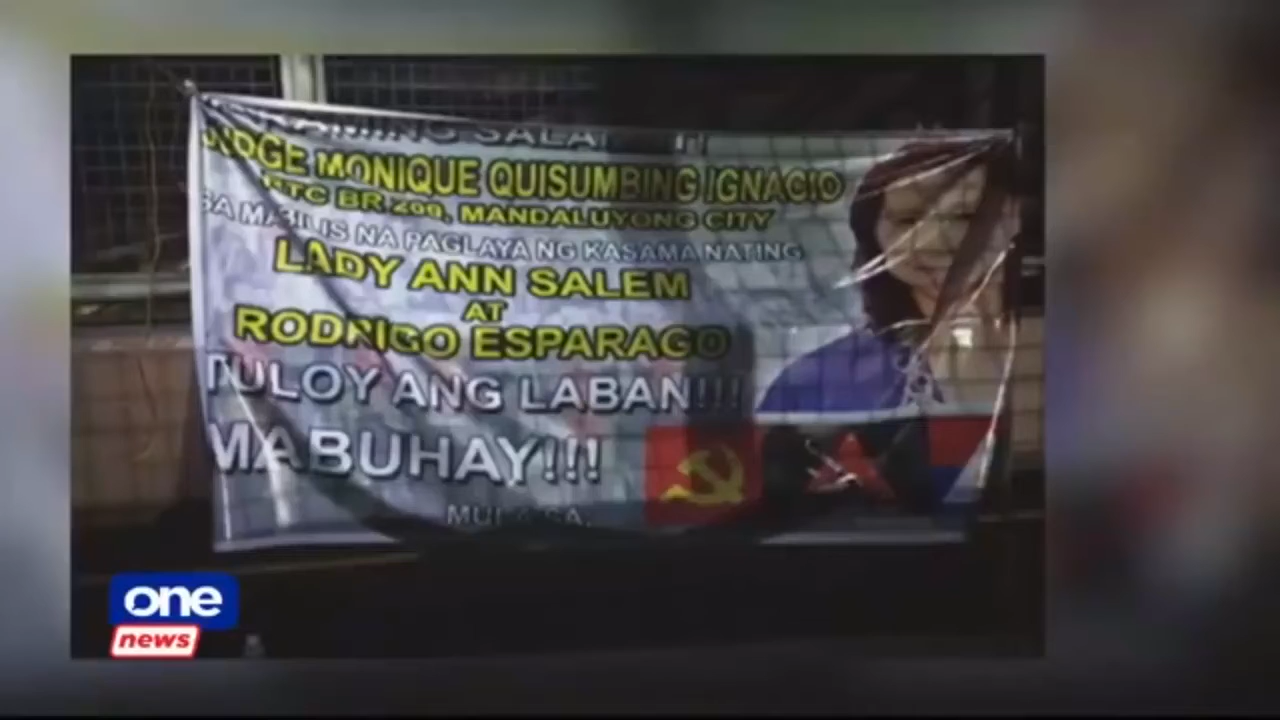 JUDGE MONIQUE QUISUMBING IGNACIO
RTC BR.209, MANDALUYONG CITY
SA MABILIS NA PAGLAYA NG KASAMA NATING
LADY ANN SALEM
AT
RODRIGO ESPARAGO
TULOY ANG LABAN!!!
MABUHAY!!!
one
news